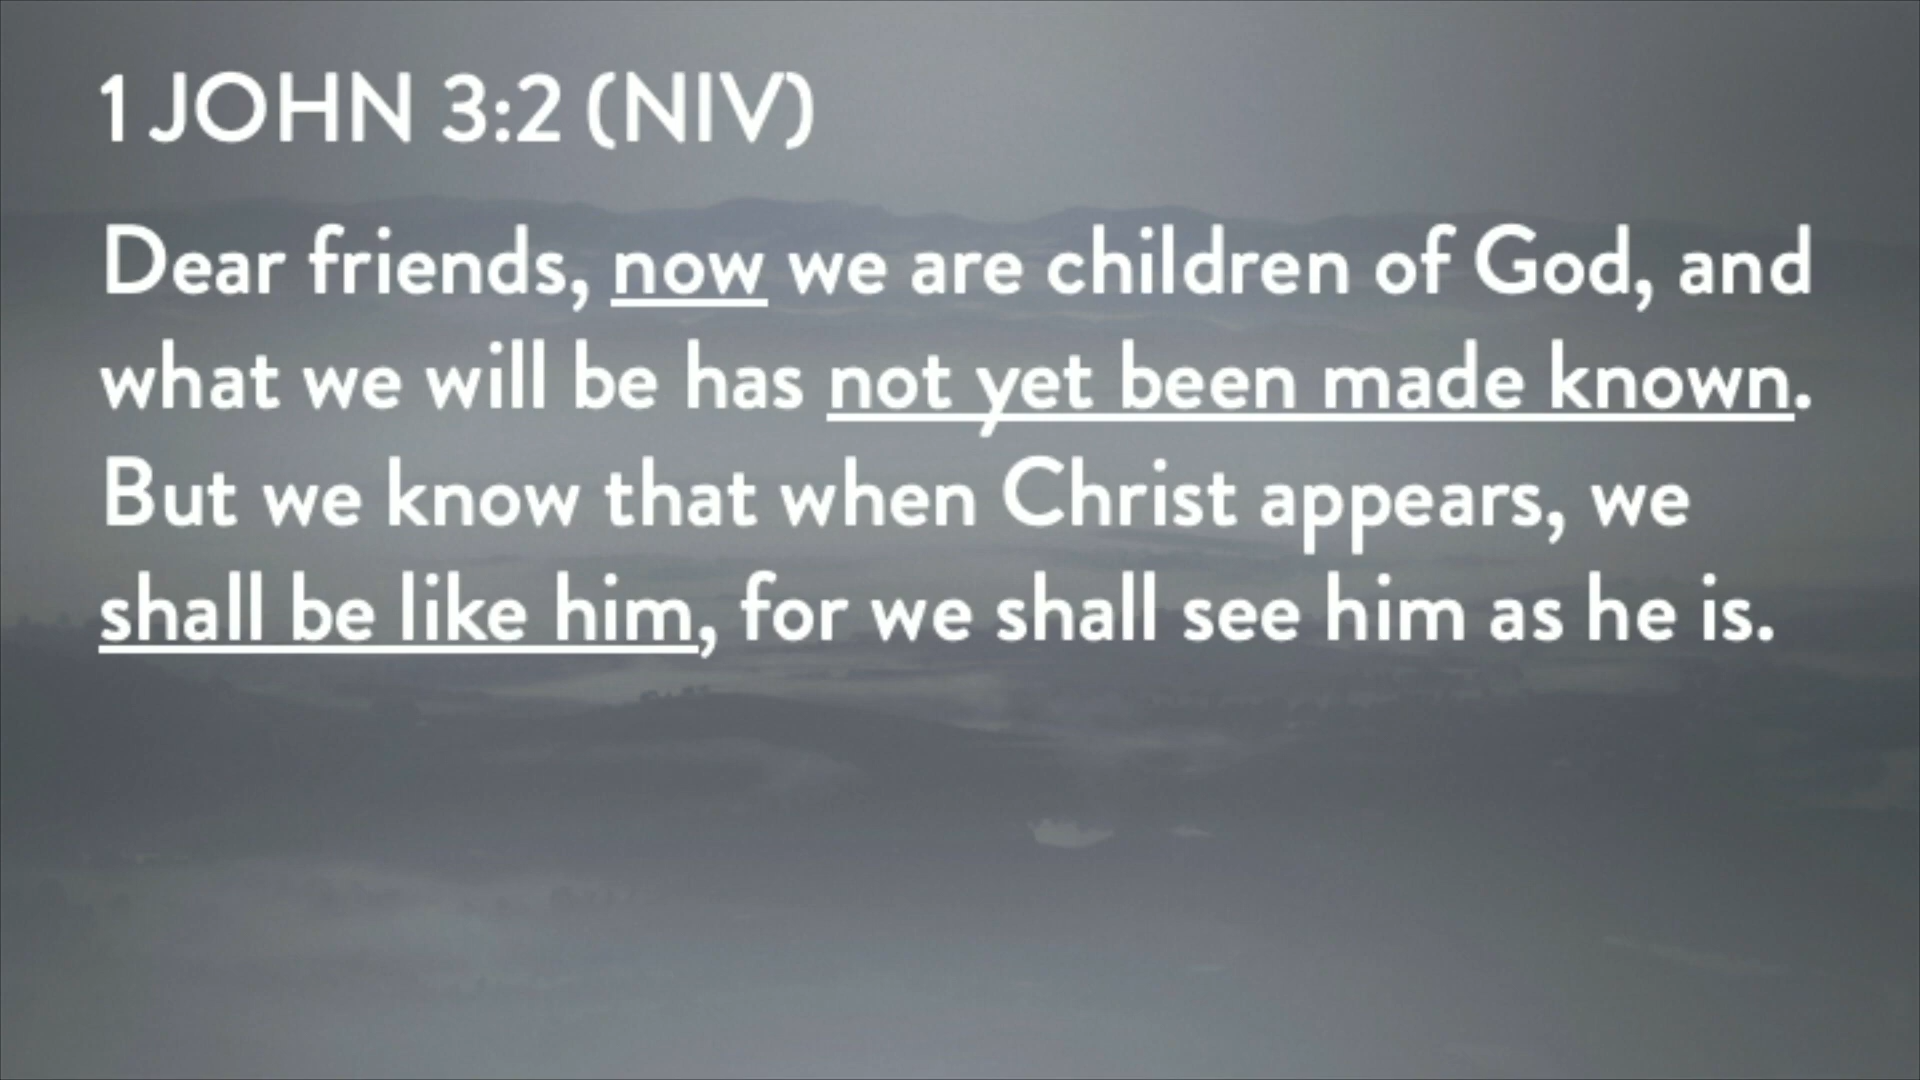 1 JOHN 3:2 (NIV)
Dear friends, now we are children of God, and
what we will be has not yet been made known.
But we know that when Christ appears, we
shall be like him, for we shall see him as he is.